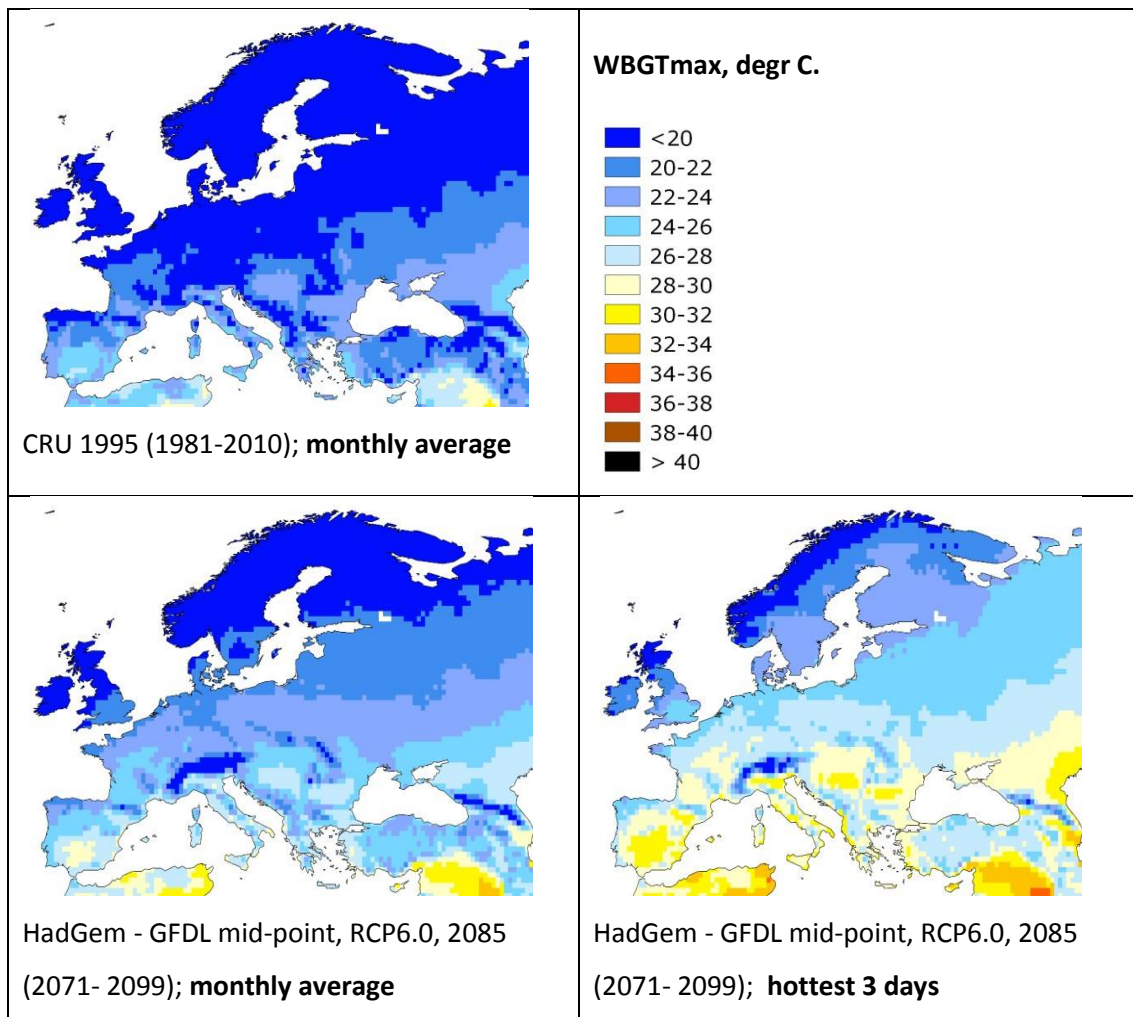 WBGTmax, degr C.
<20
20-22
22-24
24-26
26-28
28-30
30-32
32-34
34-36
36-38
38-40
> 40
CRU 1995 (1981-2010); monthly average
HadGem - GFDL mid-point, RCP6.0, 2085
(2071- 2099); monthly average
HadGem - GFDL mid-point, RCP6.0, 2085
(2071- 2099); hottest 3 days